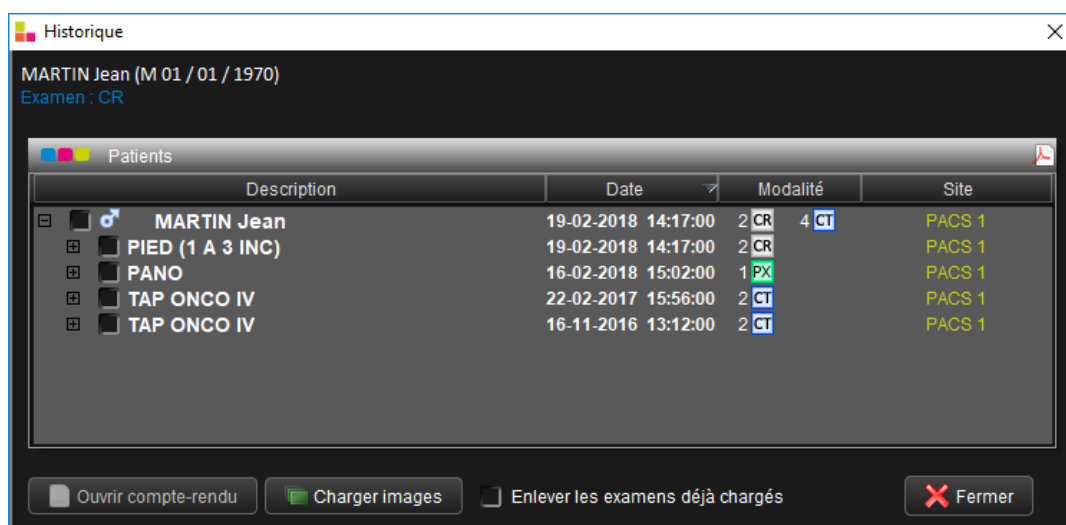 Historique
MARTIN Jean (M 01 / 01 / 1970)
Examen : CR
Patients
Description Date Modalité Site
MARTIN Jean 19-02-2018 14:17:00 2 CR 4 CT PACS 1
PIED (1 A 3 INC) 19-02-2018 14:17:00 2 CR PACS 1
PANO 16-02-2018 15:02:00 1 PX PACS 1
TAP ONCO IV 22-02-2017 15:56:00 2 CT PACS 1
TAP ONCO IV 16-11-2016 13:12:00 2 CT PACS 1
Ouvrir compte-rendu Charger images Enlever les examens déjà chargés Fermer